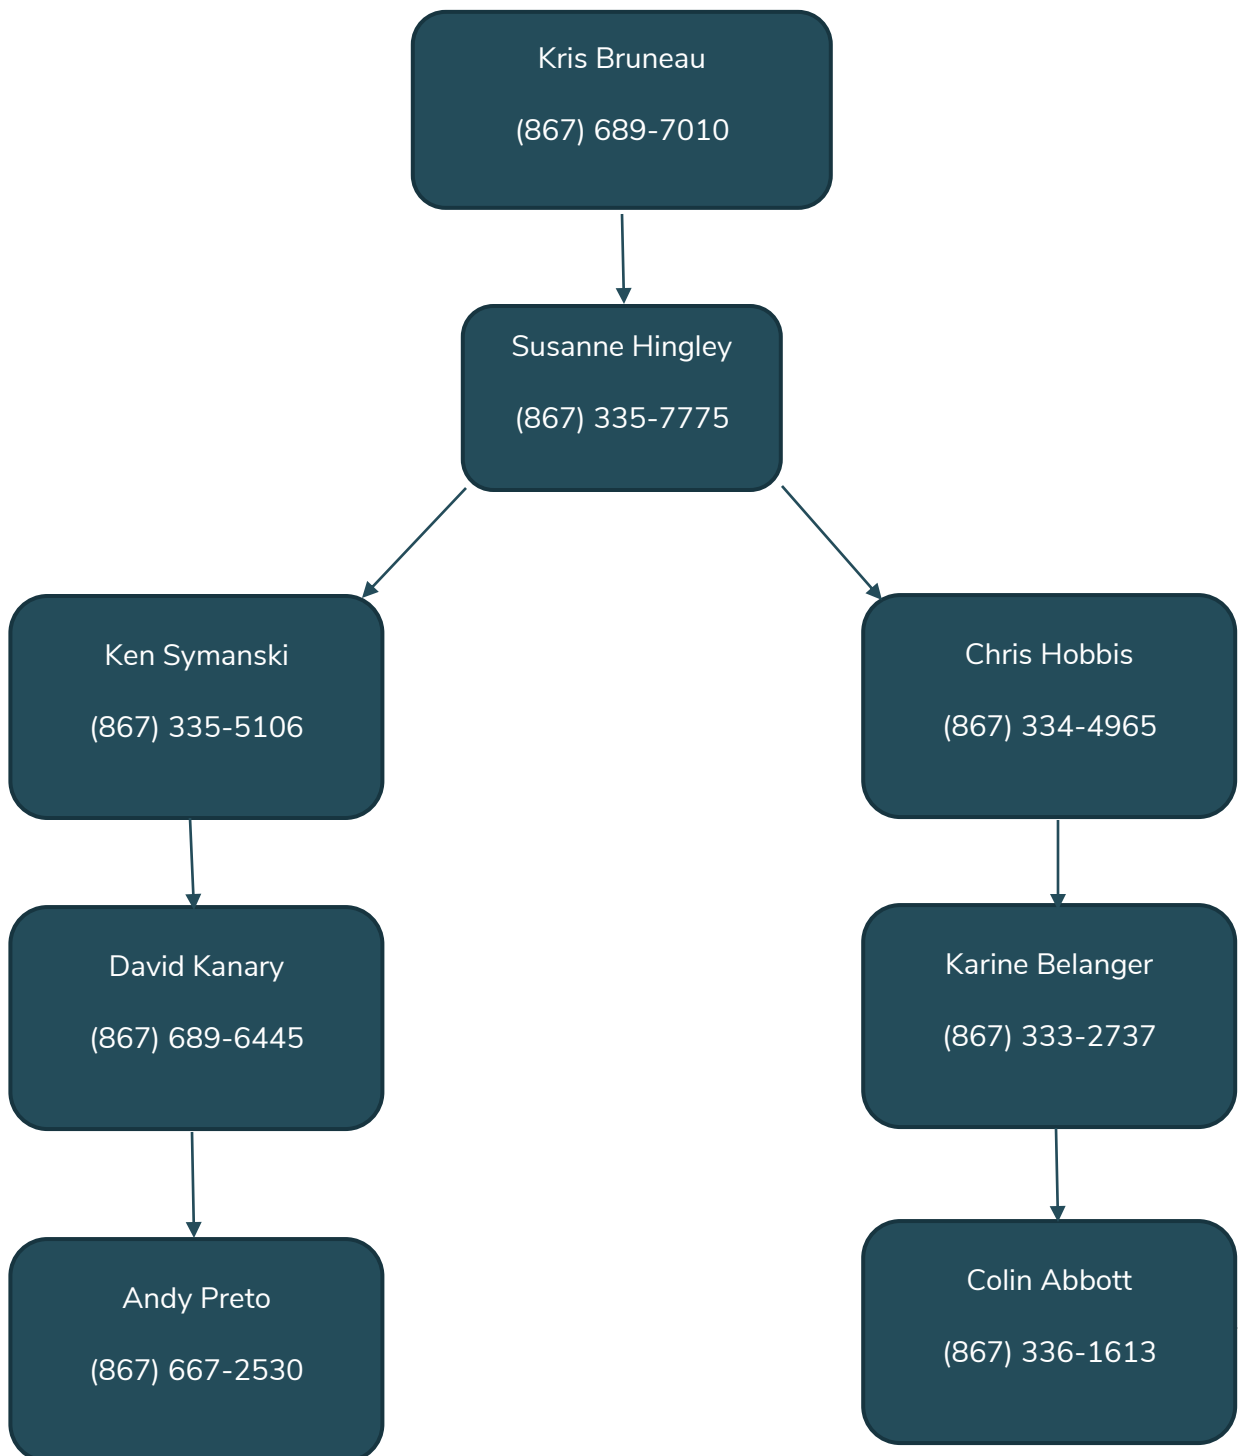 Kris Bruneau
(867) 689-7010
Susanne Hingley
(867) 335-7775
Ken Symanski
(867) 335-5106
Chris Hobbis
(867) 334-4965
David Kanary
(867) 689-6445
Karine Belanger
(867) 333-2737
Andy Preto
(867) 667-2530
Colin Abbott
(867) 336-1613